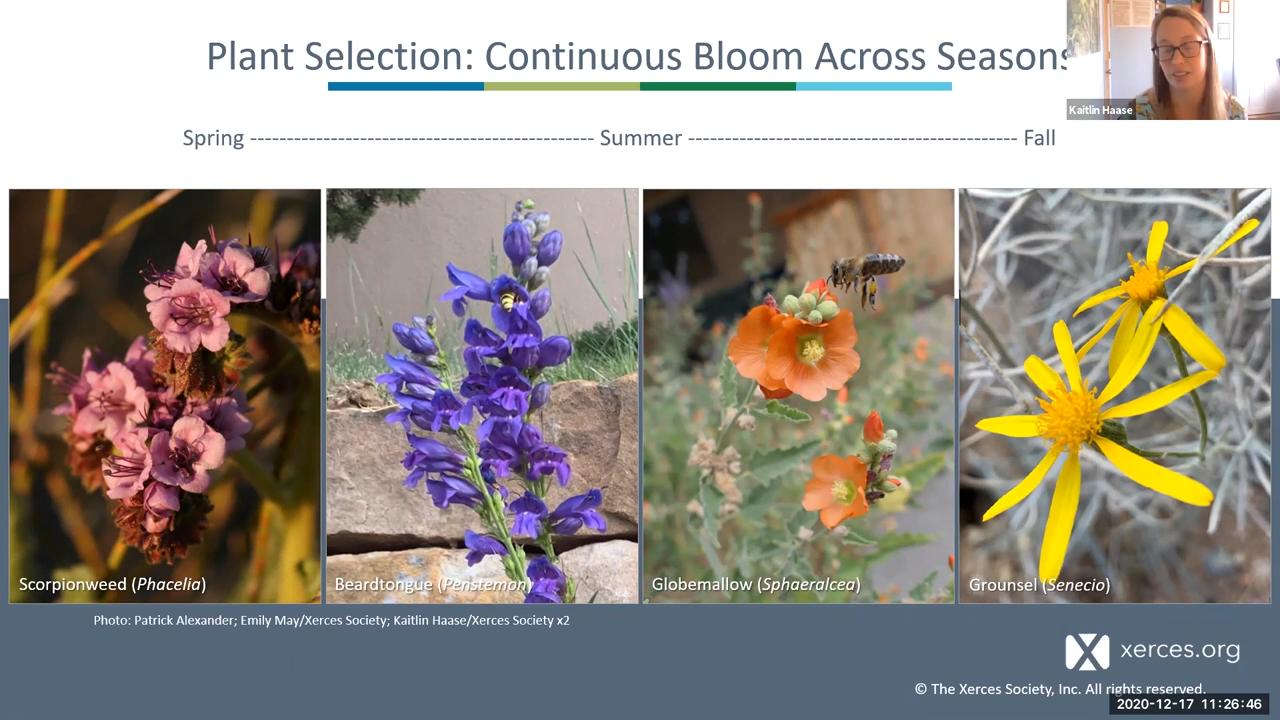 Plant Selection: Continuous Bloom Across Seasons
Kaitlin Haase
Spring ----------------------------------------------- Summer --------------------------------------------- Fall
Scorpionweed (Phacelia)
Beardtongue (Penstemon)
Globemallow (Sphaeralcea)
Grounsel (Senecio)
Photo: Patrick Alexander; Emily May/Xerces Society; Kaitlin Haase/Xerces Society x2
xerces.org
© The Xerces Society, Inc. All rights reserved.
2020-12-17 11:26:46